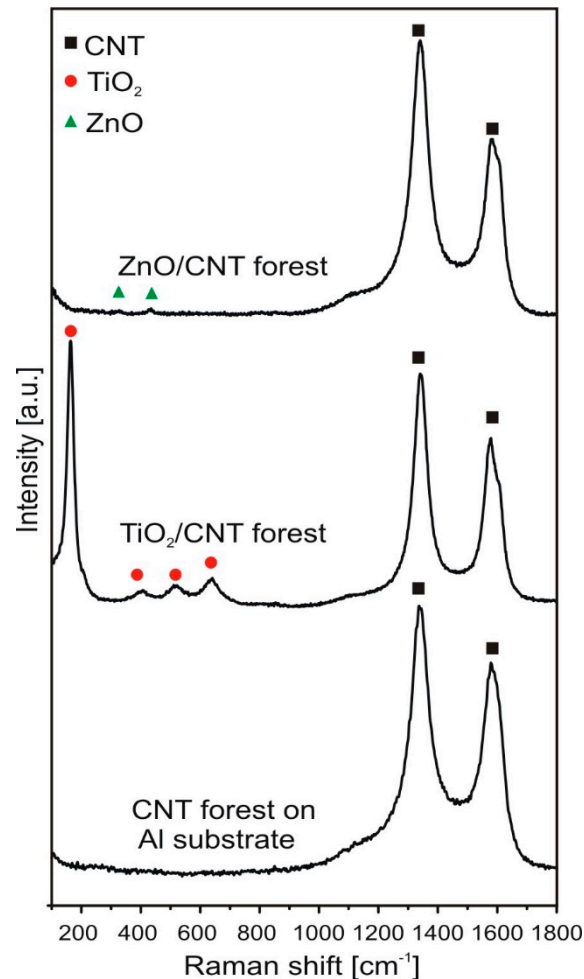 CNT
TiO₂
ZnO
ZnO/CNT forest
TiO₂/CNT forest
CNT forest on
Al substrate
Intensity [a.u.]
200 400 600 800 1000 1200 1400 1600 1800
Raman shift [cm⁻¹]